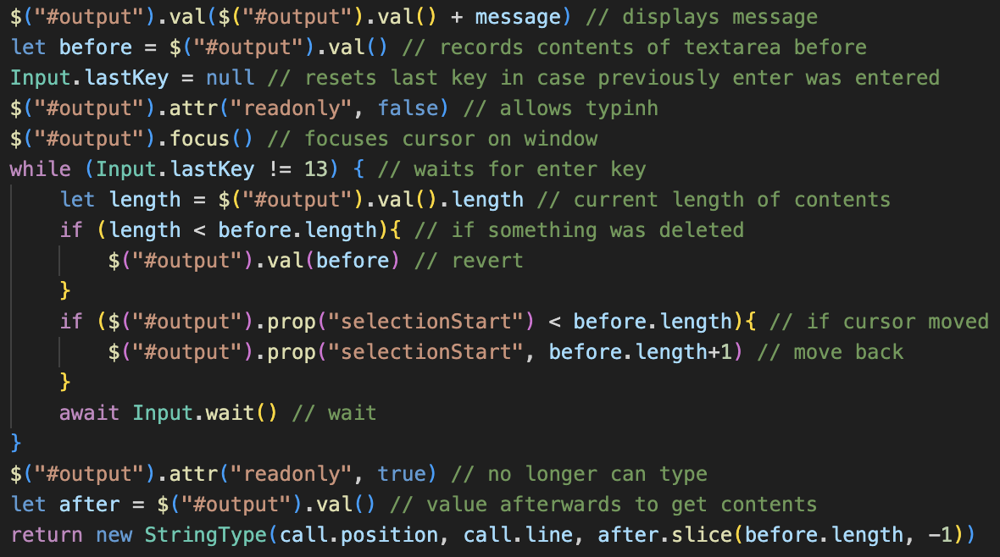 $("#output").val($("#output").val() + message) // displays message
let before = $("#output").val() // records contents of textarea before
Input.lastKey = null // resets last key in case previously enter was entered
$("#output").attr("readonly", false) // allows typinh
$("#output").focus() // focuses cursor on window
while (Input.lastKey != 13) { // waits for enter key
    let length = $("#output").val().length // current length of contents
    if (length < before.length){ // if something was deleted
        $("#output").val(before) // revert
    }
    if ($("#output").prop("selectionStart") < before.length){ // if cursor moved
        $("#output").prop("selectionStart", before.length+1) // move back
    }
    await Input.wait() // wait
}
$("#output").attr("readonly", true) // no longer can type
let after = $("#output").val() // value afterwards to get contents
return new StringType(call.position, call.line, after.slice(before.length, -1))